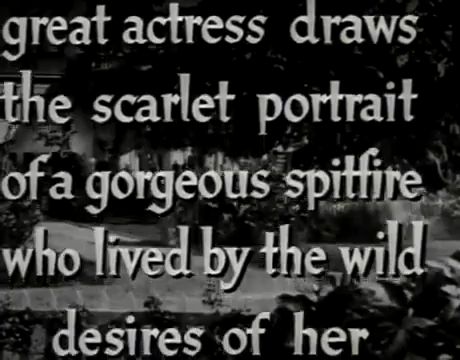 great actress draws
the scarlet portrait
of a gorgeous spitfire
who lived by the wild
desires of her